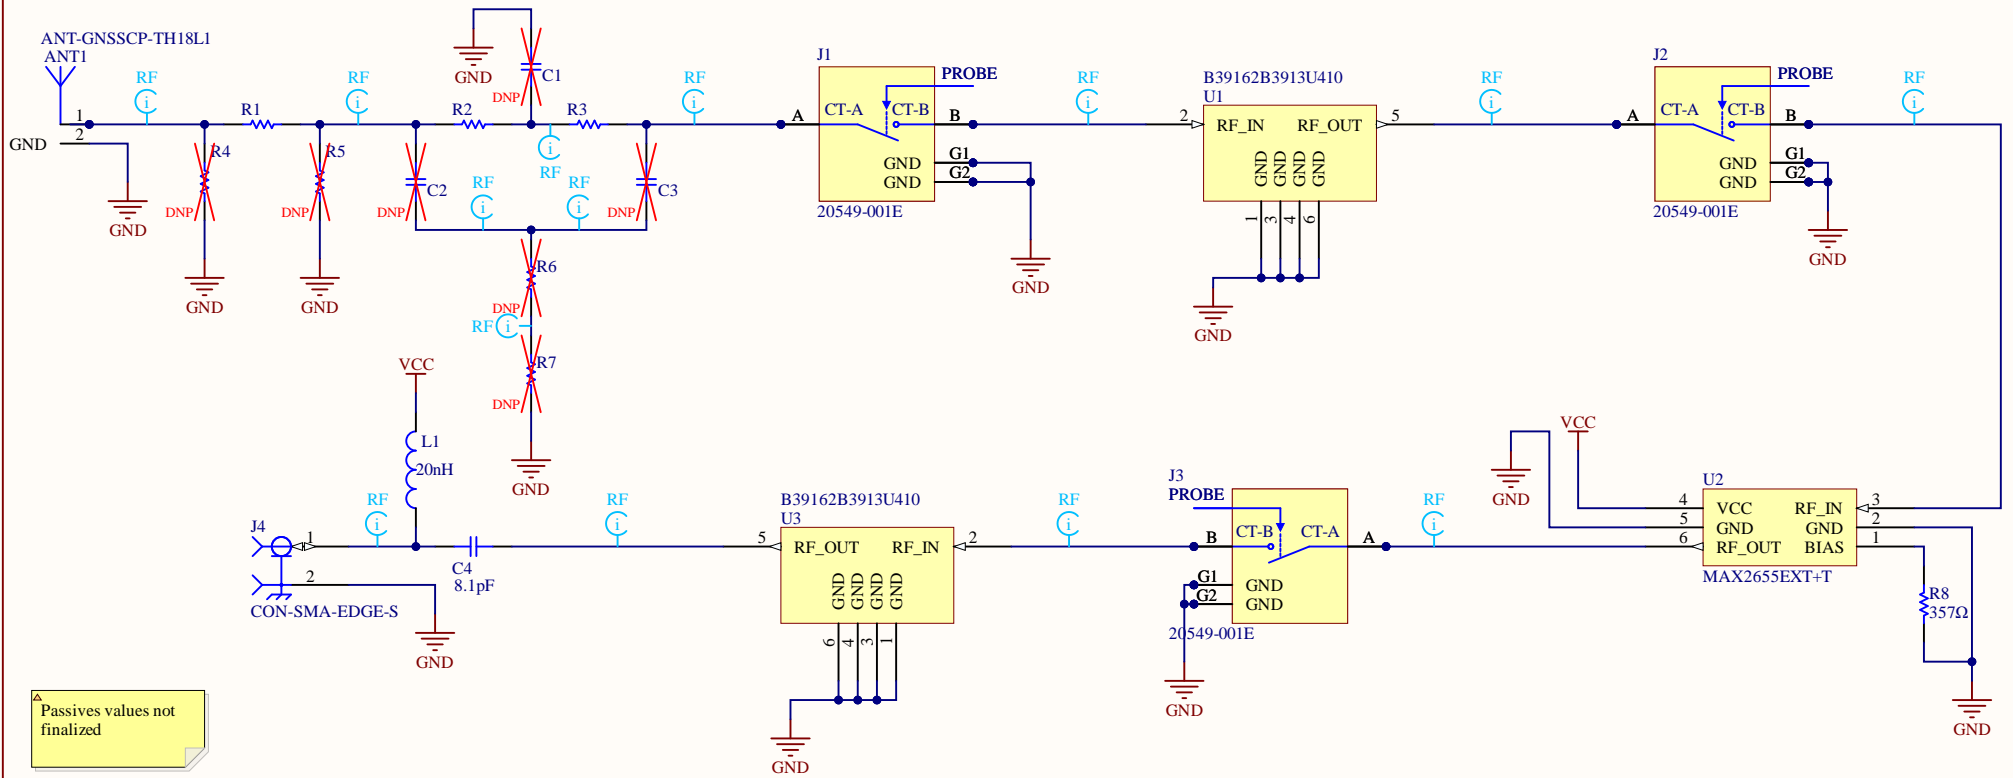 ANT-GNSSCP-TH18L1
ANT1
1
2
GND
GND
RF
i
R4
DNP
GND
R1
RF
i
R5
DNP
GND
GND
DNP
C1
R2
C2
DNP
RF
i
R3
RF
i
RF
i
C3
DNP
R6
DNP
RF
i
R7
DNP
GND
RF
i
J1
PROBE
A
CT-A
CT-B
B
GND
G1
GND
G2
20549-001E
GND
RF
i
B39162B3913U410
U1
2
RF_IN
RF_OUT
5
GND
GND
GND
GND
1
3
4
6
GND
RF
i
J2
PROBE
A
CT-A
CT-B
B
GND
G1
GND
G2
20549-001E
GND
RF
i
VCC
L1
20nH
J4
1
2
CON-SMA-EDGE-S
GND
RF
i
C4
8.1pF
RF
i
B39162B3913U410
U3
5
RF_OUT
RF_IN
2
GND
GND
GND
GND
6
4
3
1
GND
RF
i
J3
PROBE
B
CT-B
CT-A
A
G1
GND
G2
GND
20549-001E
GND
RF
i
GND
VCC
U2
4
VCC
RF_IN
3
5
GND
GND
2
6
RF_OUT
BIAS
1
MAX2655EXT+T
R8
357Ω
GND
Passives values not
finalized